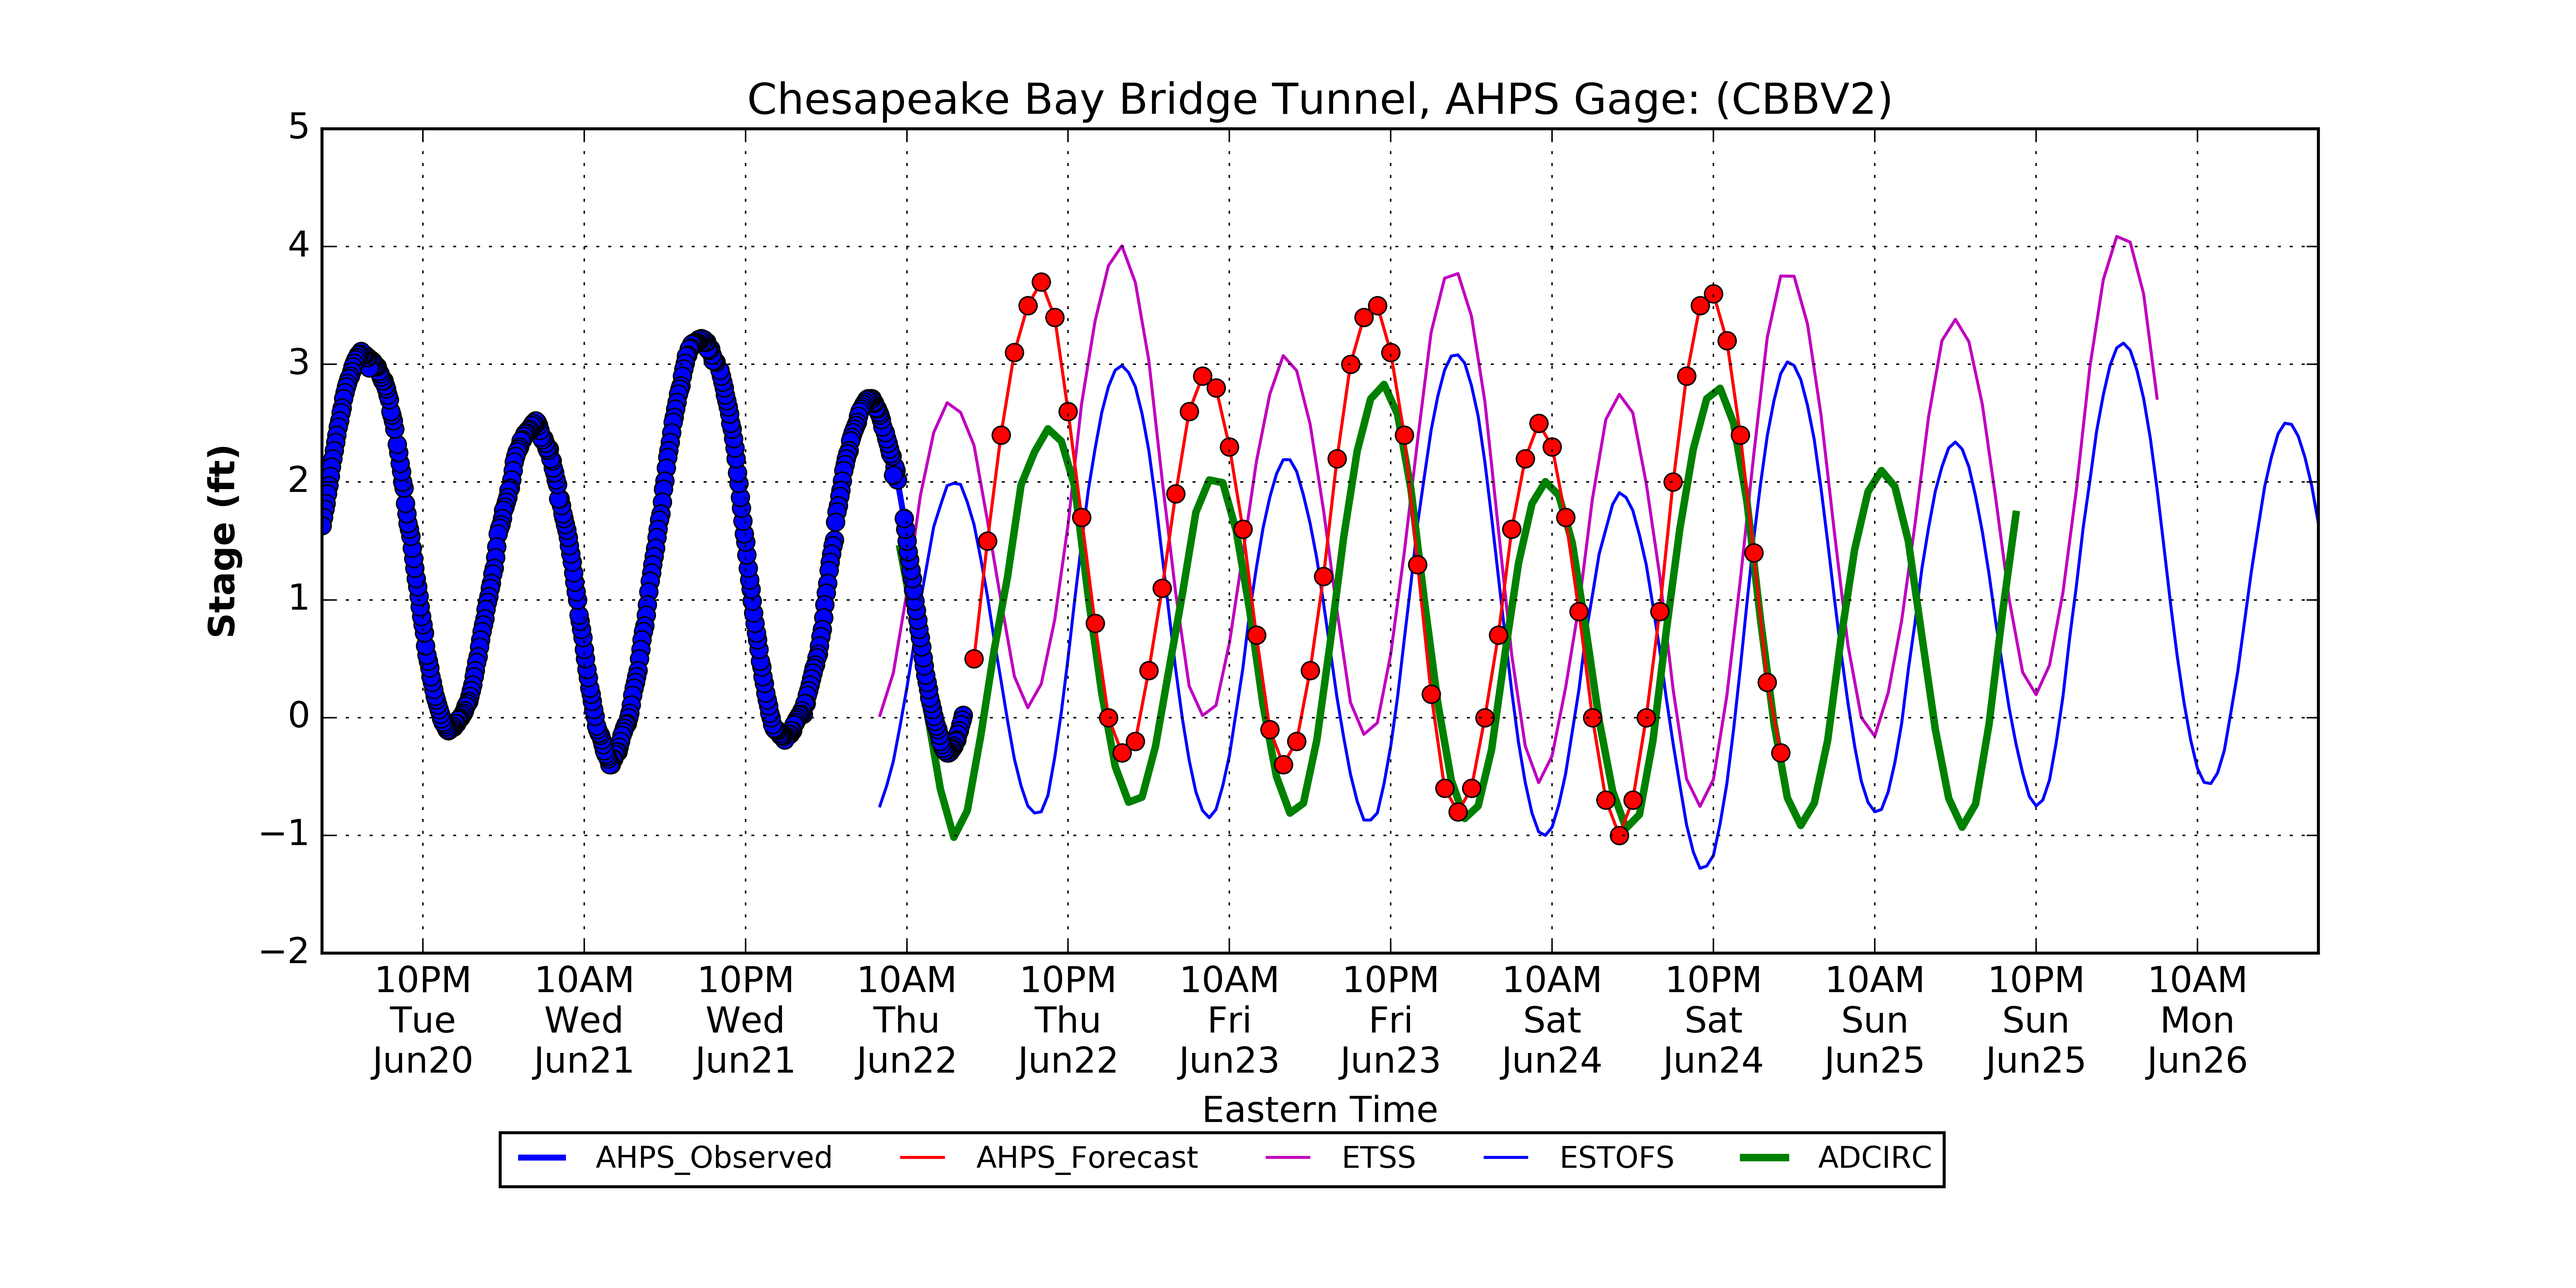 Chesapeake Bay Bridge Tunnel, AHPS Gage: (CBBV2)
5
4
3
2
1
0
−1
−2
Stage (ft)
10PM 10AM 10PM 10AM 10PM 10AM 10PM 10AM 10PM 10AM 10PM 10AM
Tue Wed Wed Thu Thu Fri Fri Sat Sat Sun Sun Mon
Jun20 Jun21 Jun21 Jun22 Jun22 Jun23 Jun23 Jun24 Jun24 Jun25 Jun25 Jun26
Eastern Time
AHPS_Observed AHPS_Forecast ETSS ESTOFS ADCIRC